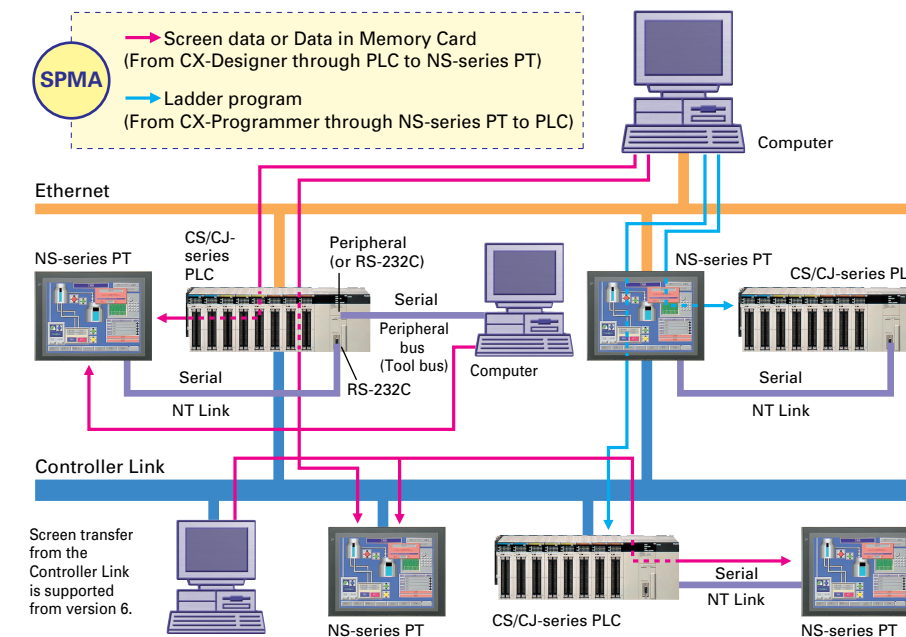 SPMA
Screen data or Data in Memory Card
(From CX-Designer through PLC to NS-series PT)
Ladder program
(From CX-Programmer through NS-series PT to PLC)
Computer
Ethernet
NS-series PT
CS/CJ-
series
PLC
Peripheral
(or RS-232C)
Serial
Peripheral
bus
(Tool bus)
Computer
RS-232C
Serial
NT Link
NS-series PT
CS/CJ-series PL
Serial
NT Link
Controller Link
Screen transfer
from the
Controller Link
is supported
from version 6.
NS-series PT
CS/CJ-series PLC
Serial
NT Link
NS-series PT